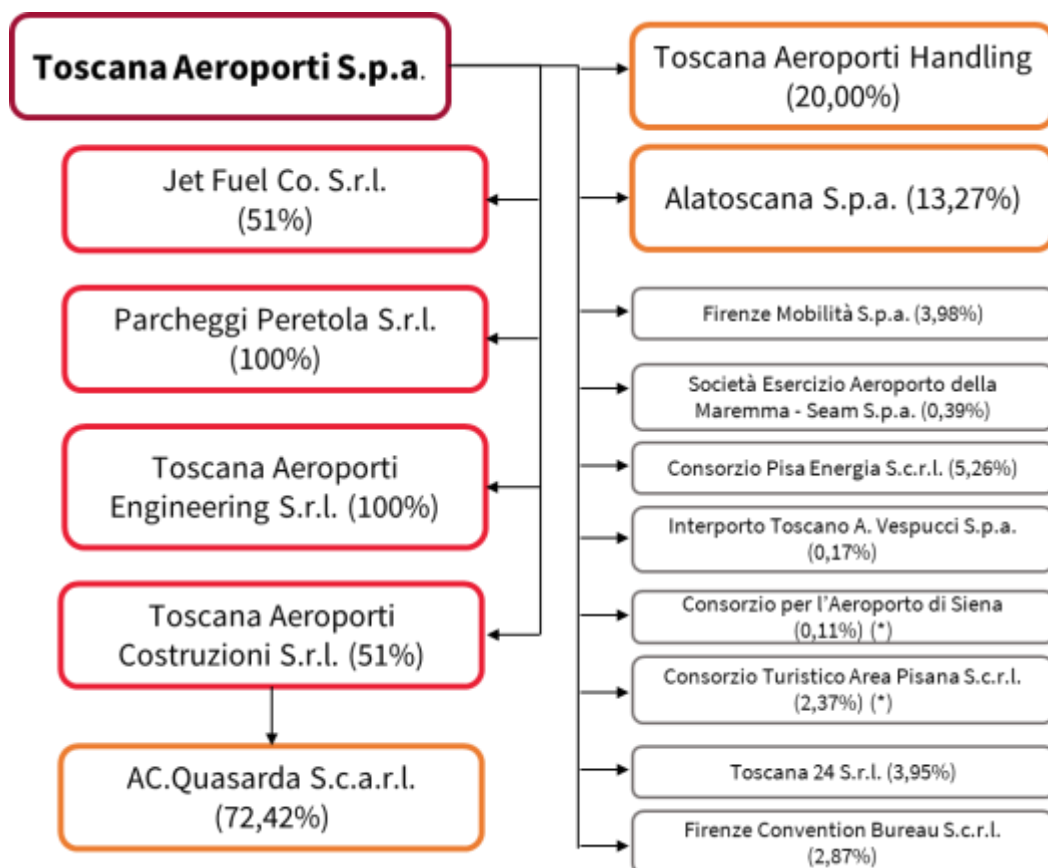 Toscana Aeroporti S.p.a.
Jet Fuel Co. S.r.l.
(51%)
Parcheggi Peretola S.r.l.
(100%)
Toscana Aeroporti
Engineering S.r.l. (100%)
Toscana Aeroporti
Costruzioni S.r.l. (51%)
AC.Quasarda S.c.a.r.l.
(72,42%)
Toscana Aeroporti Handling
(20,00%)
Alatoscana S.p.a. (13,27%)
Firenze Mobilità S.p.a. (3,98%)
Società Esercizio Aeroporto della
Maremma - Seam S.p.a. (0,39%)
Consorzio Pisa Energia S.c.r.l. (5,26%)
Interporto Toscano A. Vespucci S.p.a.
(0,17%)
Consorzio per l'Aeroporto di Siena
(0,11%) (*)
Consorzio Turistico Area Pisana S.c.r.l.
(2,37%) (*)
Toscana 24 S.r.l. (3,95%)
Firenze Convention Bureau S.c.r.l.
(2,87%)